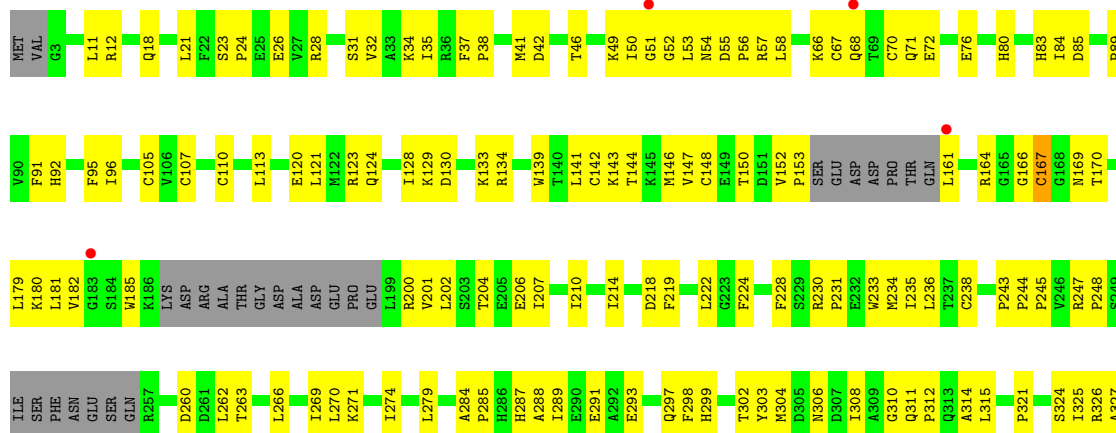 MET VAL G3 L11 R12 Q18 L21 F22 S23 P24 E25 E26 V27 R28 S31 V32 A33 K34 I35 R36 F37 P38 M41 D42 T46 K49 I50 G51 G52 L53 N54 D55 P56 R57 L58 K66 C67 Q68 T69 C70 Q71 E72 E76 H80 H83 I84 D85
V90 F91 H92 F95 I96 C105 V106 C107 C110 L113 E120 L121 M122 R123 Q124 I128 K129 D130 K133 R134 W139 T140 L141 C142 K143 T144 K145 M146 V147 C148 E149 T150 D151 V152 P153 SER GLU ASP ASP PRO THR GLN L161 R164 G165 G166 C167 G168 N169 T170
L179 K180 L181 V182 G183 S184 W185 K186 LYS ASP ARG ALA THR GLY ASP ALA ASP GLU PRO GLU L199 R200 V201 L202 S203 T204 E205 E206 I207 I210 I214 D218 F219 L222 G223 F224 F228 S229 R230 P231 E232 W233 M234 I235 L236 T237 C238 P243 P244 P245 V246 R247 P248 S249
ILE SER PHE ASN GLU SER GLN R257 D260 D261 L262 T263 L266 I269 L270 K271 I274 L279 A284 P285 H286 H287 A288 I289 E290 E291 A292 E293 Q297 F298 H299 T302 Y303 M304 D305 N306 D307 I308 A309 G310 Q311 P312 Q313 A314 L315 P321 S324 I325 R326 A327